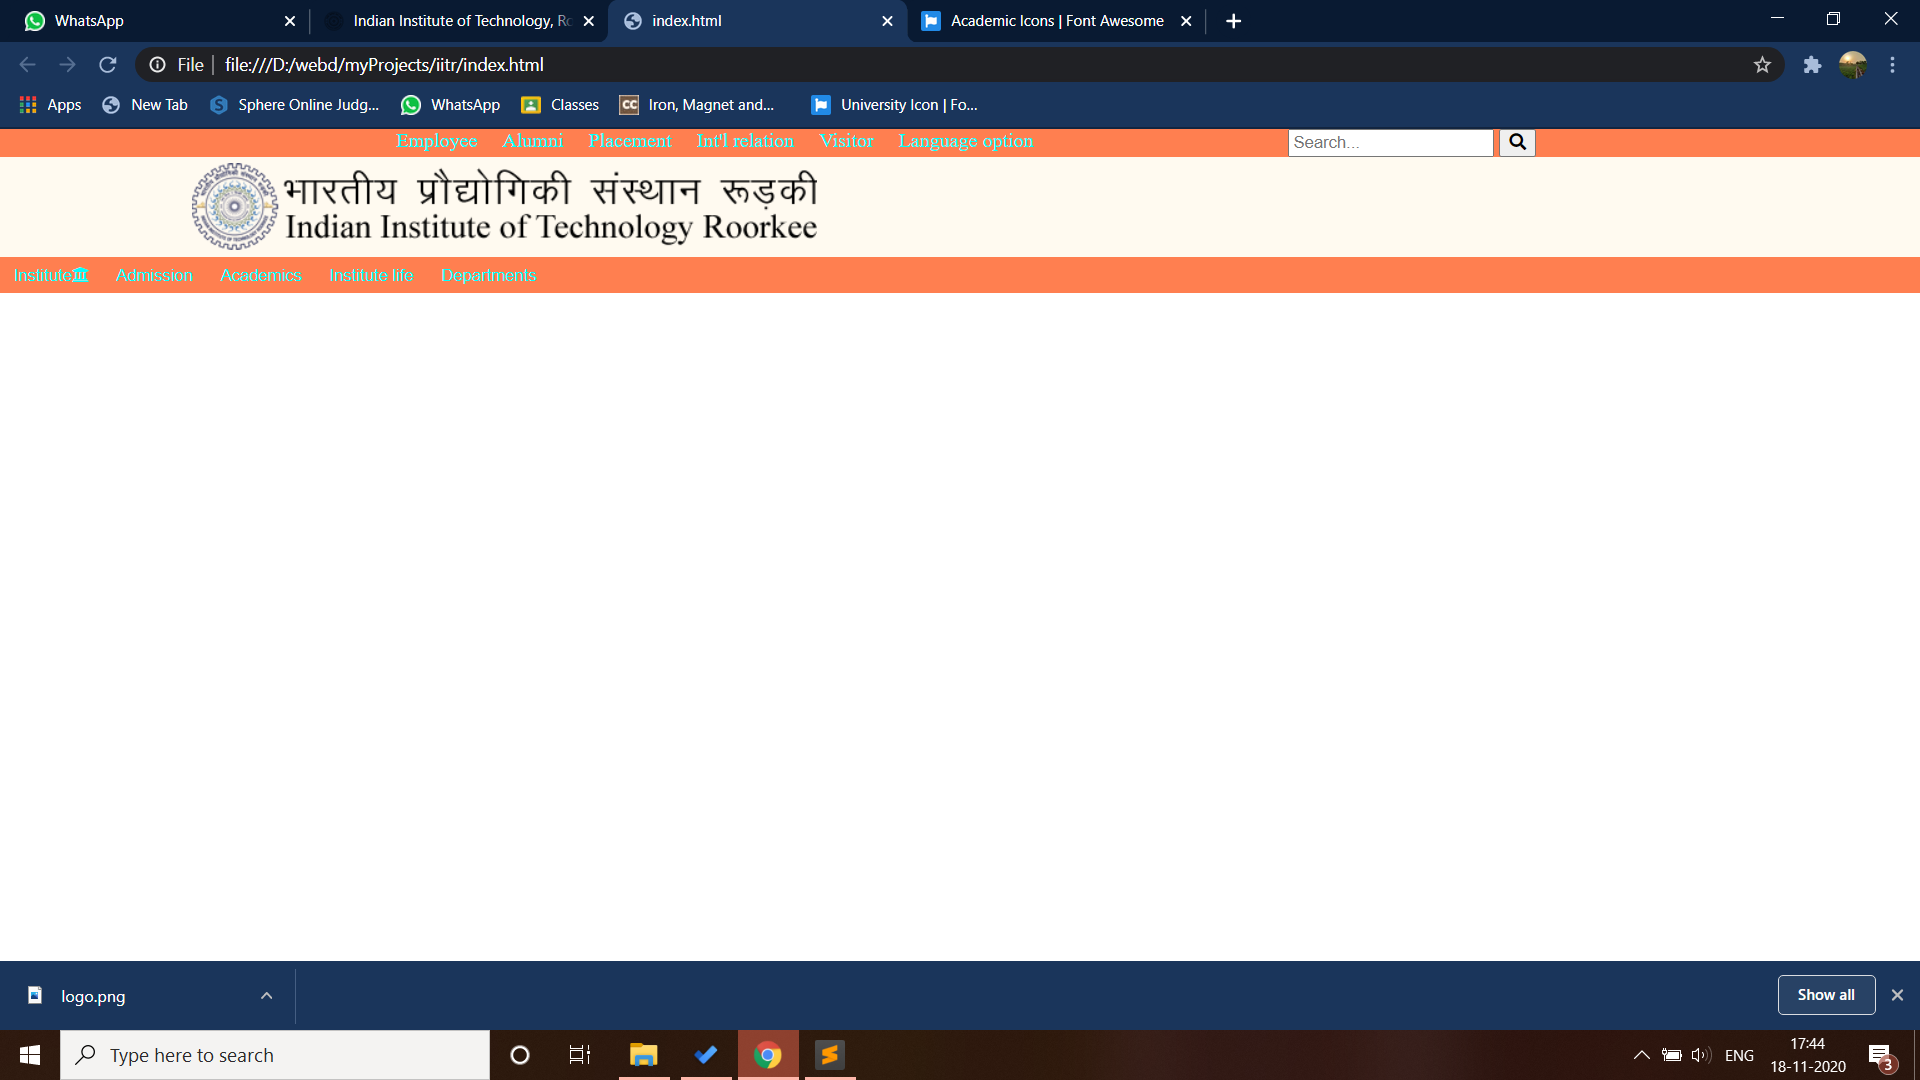 WhatsApp
Indian Institute of Technology, Ro
index.html
Academic Icons | Font Awesome
File | file:///D:/webd/myProjects/iitr/index.html
Apps
New Tab
Sphere Online Judg...
WhatsApp
Classes
CC
Iron, Magnet and...
University Icon | Fo...
Employee Alumni Placement Int'l relation Visitor Language option
Search...
भारतीय प्रौद्योगिकी संस्थान रूड़की
Indian Institute of Technology Roorkee
Institute Admission Academics Institute life Departments
logo.png
Show all
Type here to search
ENG
17:44
18-11-2020
3